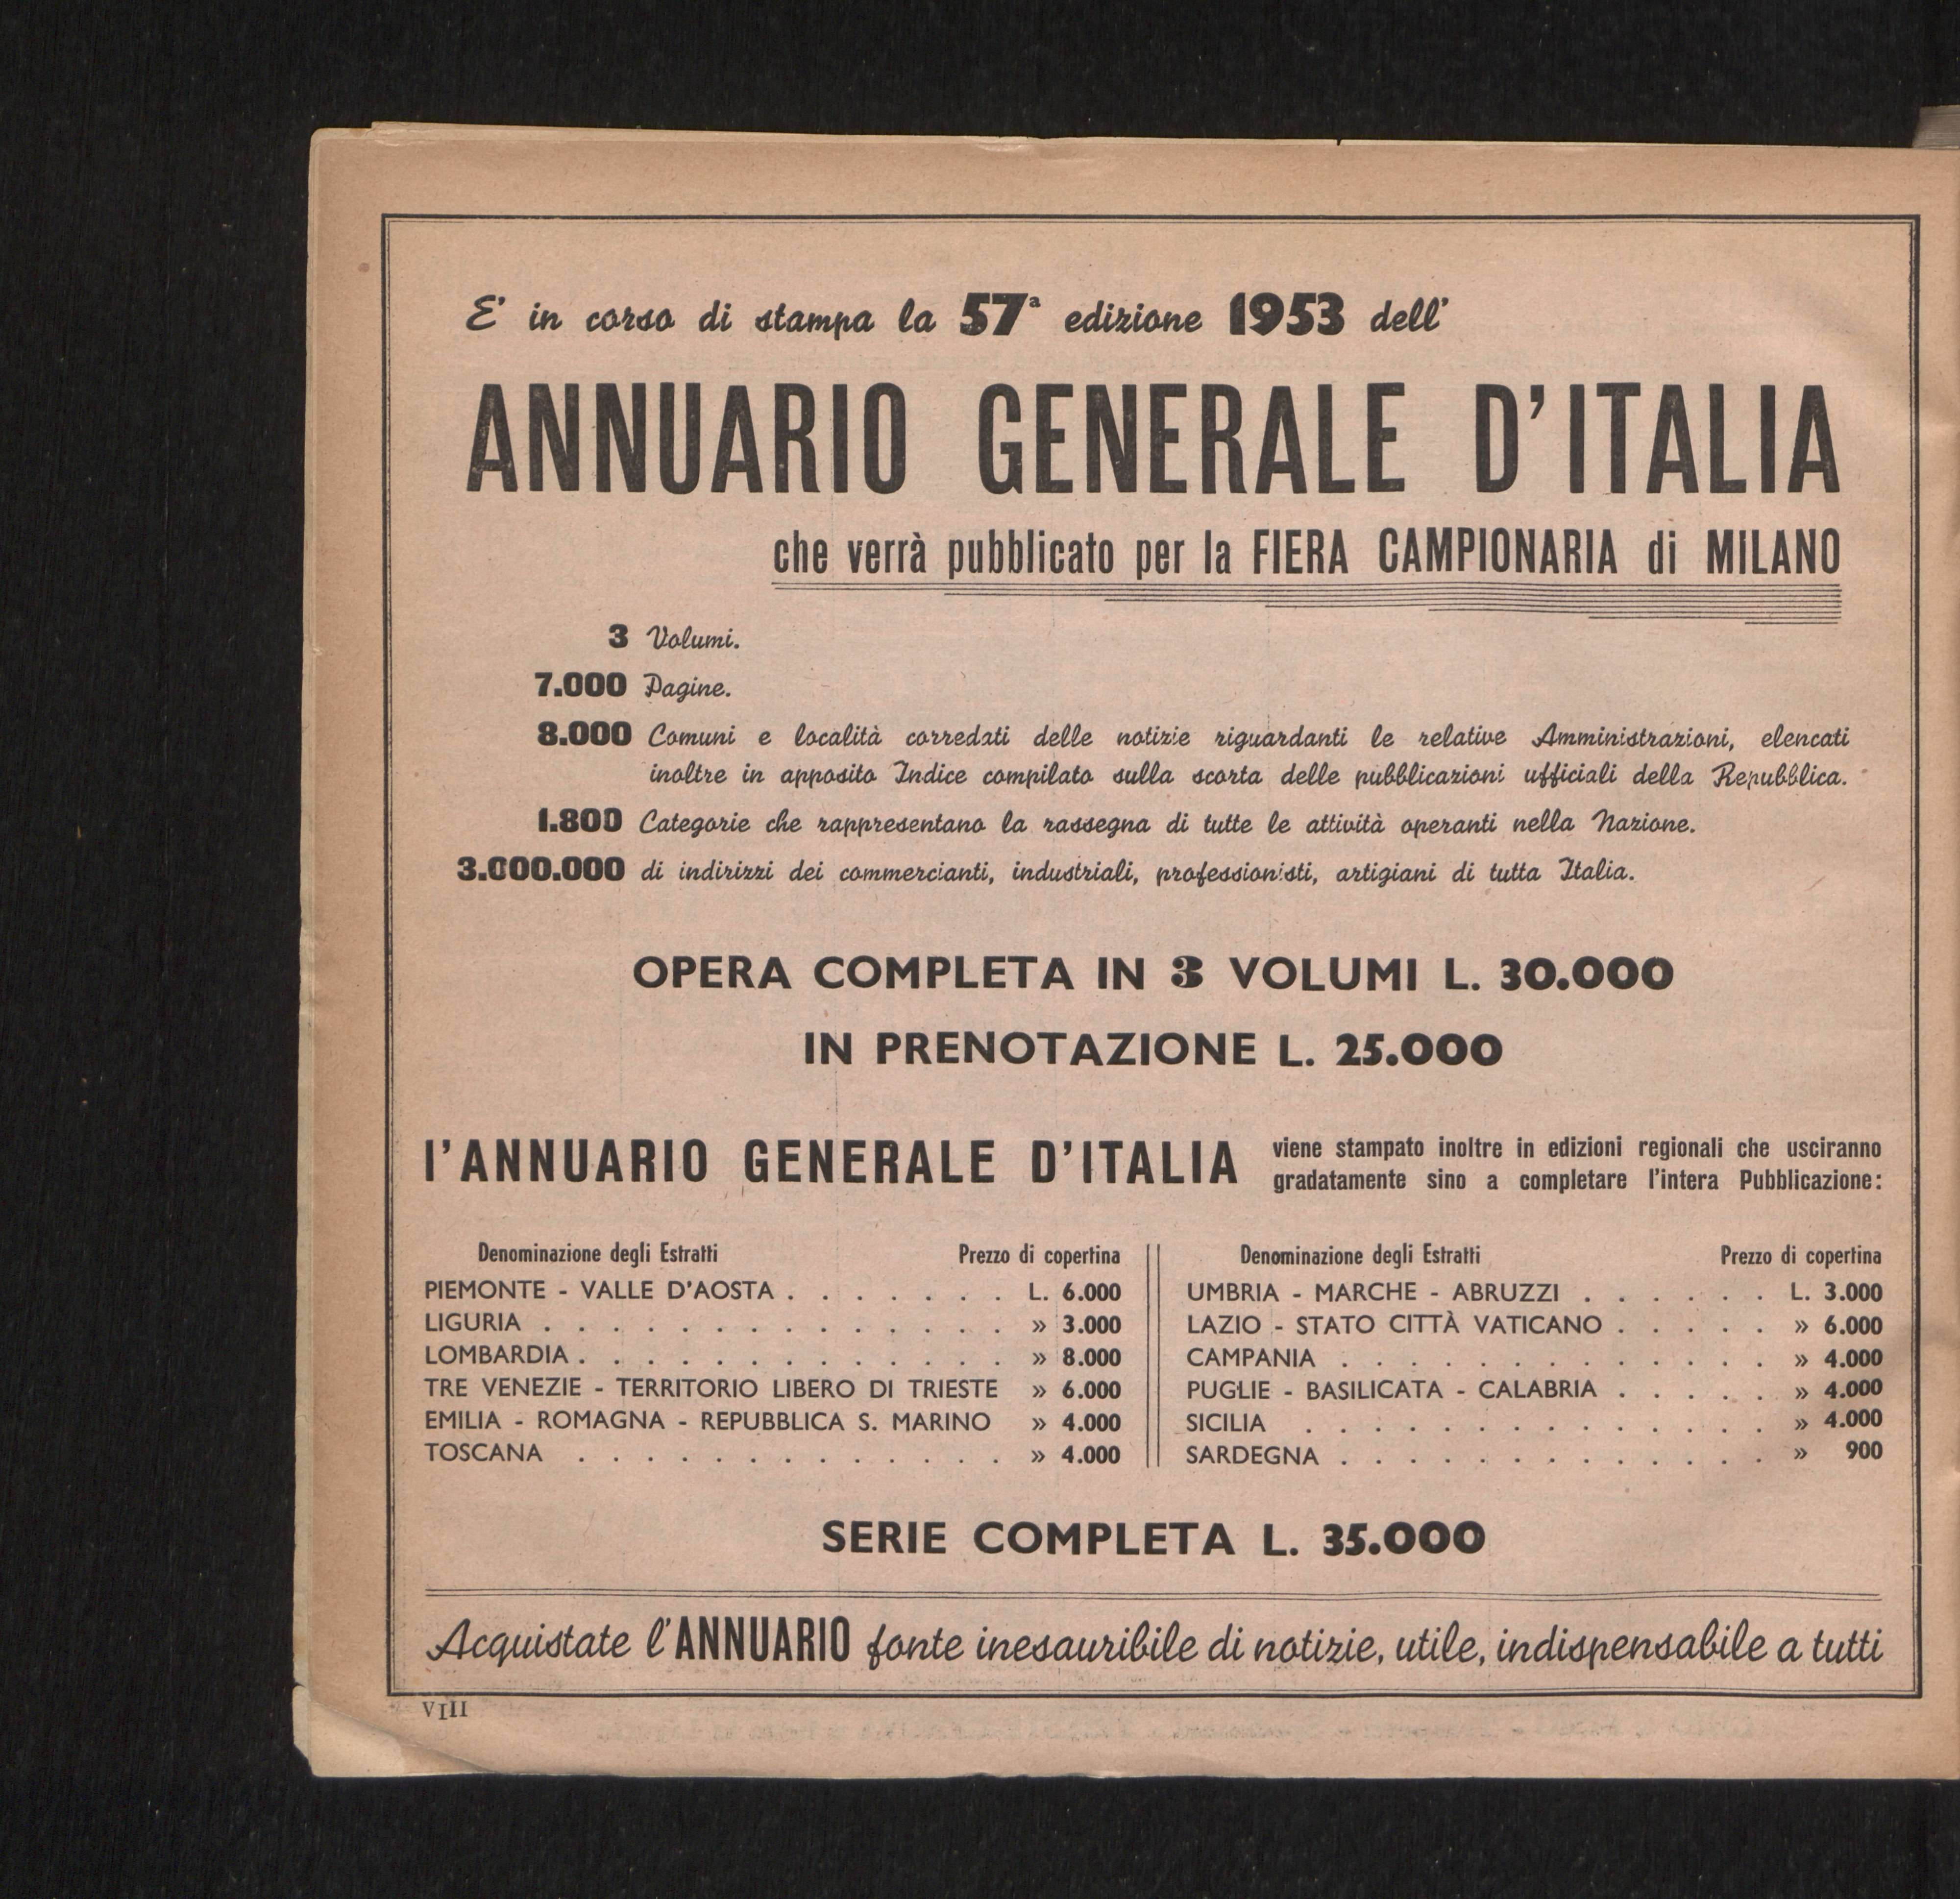 E' in corso di stampa la 57ª edizione 1953 dell'
ANNUARIO GENERALE D'ITALIA
che verrà pubblicato per la FIERA CAMPIONARIA di MILANO
3 Volumi.
7.000 Pagine.
8.000 Comuni e località corredati delle notizie riguardanti le relative Amministrazioni, elencati
inoltre in apposito Indice compilato sulla scorta delle pubblicazioni ufficiali della Repubblica.
1.800 Categorie che rappresentano la rassegna di tutte le attività operanti nella Nazione.
3.000.000 di indirizzi dei commercianti, industriali, professionisti, artigiani di tutta Italia.
OPERA COMPLETA IN 3 VOLUMI L. 30.000
IN PRENOTAZIONE L. 25.000
l'ANNUARIO GENERALE D'ITALIA
viene stampato inoltre in edizioni regionali che usciranno
gradatamente sino a completare l'intera Pubblicazione:
Denominazione degli Estratti Prezzo di copertina
PIEMONTE - VALLE D'AOSTA . . . . . . . L. 6.000
LIGURIA . . . . . . . . . . . . . . » 3.000
LOMBARDIA . . . . . . . . . . . . . » 8.000
TRE VENEZIE - TERRITORIO LIBERO DI TRIESTE » 6.000
EMILIA - ROMAGNA - REPUBBLICA S. MARINO » 4.000
TOSCANA . . . . . . . . . . . . . » 4.000
Denominazione degli Estratti Prezzo di copertina
UMBRIA - MARCHE - ABRUZZI . . . . . . L. 3.000
LAZIO - STATO CITTÀ VATICANO . . . . . » 6.000
CAMPANIA . . . . . . . . . . . . . » 4.000
PUGLIE - BASILICATA - CALABRIA . . . . . » 4.000
SICILIA . . . . . . . . . . . . . . » 4.000
SARDEGNA . . . . . . . . . . . . . » 900
SERIE COMPLETA L. 35.000
Acquistate l'ANNUARIO fonte inesauribile di notizie, utile, indispensabile a tutti
VIII